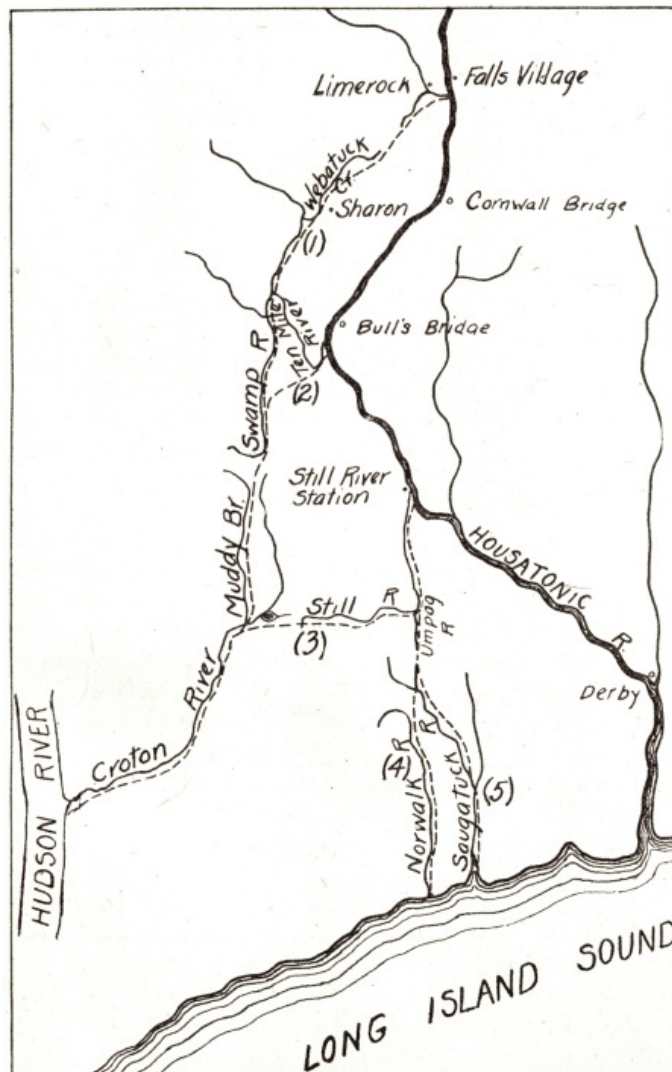 Limerock
Falls Village
Webatuck
Cr.
Sharon
Cornwall Bridge
(1)
Ten Mile
River
Bull's Bridge
Swamp R
(2)
Still River
Station
Muddy Br.
HOUSATONIC
R.
Still R
(3)
Umpog
R
River
Croton
Derby
HUDSON RIVER
(4)
Norwalk R
Saugatuck R
(5)
LONG ISLAND SOUND